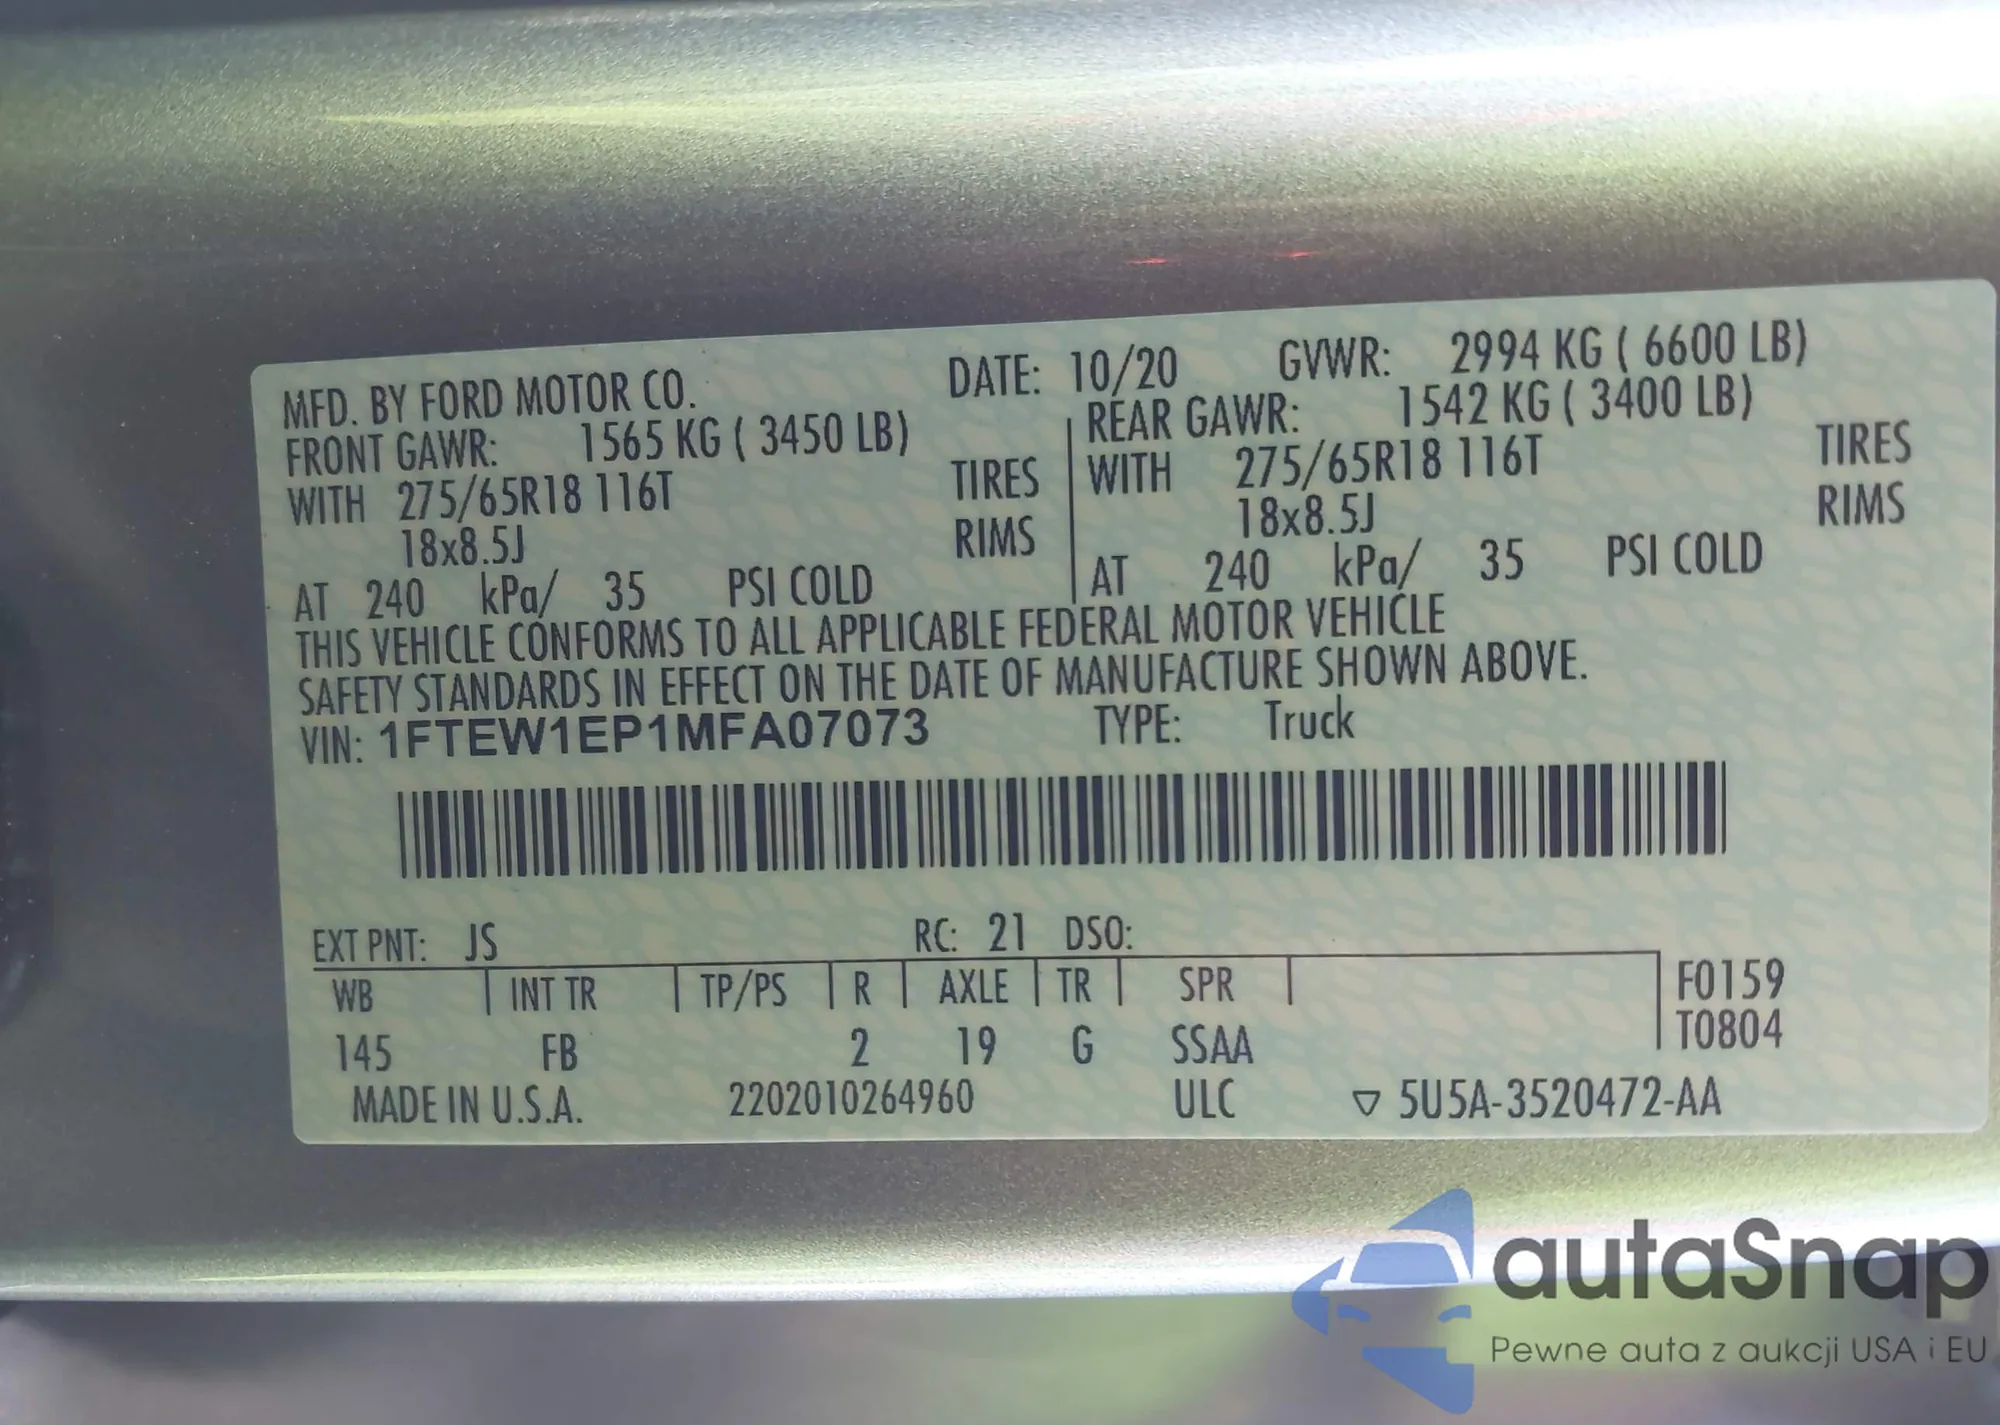 MFD. BY FORD MOTOR CO. DATE: 10/20 GVWR: 2994 KG ( 6600 LB)
FRONT GAWR: 1565 KG ( 3450 LB) REAR GAWR: 1542 KG ( 3400 LB)
WITH 275/65R18 116T TIRES WITH 275/65R18 116T TIRES
18x8.5J RIMS 18x8.5J RIMS
AT 240 kPa/ 35 PSI COLD AT 240 kPa/ 35 PSI COLD
THIS VEHICLE CONFORMS TO ALL APPLICABLE FEDERAL MOTOR VEHICLE
SAFETY STANDARDS IN EFFECT ON THE DATE OF MANUFACTURE SHOWN ABOVE.
VIN: 1FTEW1EP1MFA07073 TYPE: Truck
EXT PNT: JS RC: 21 DSO:
WB INT TR TP/PS R AXLE TR SPR F0159
145 FB 2 19 G SSAA T0804
MADE IN U.S.A. 2202010264960 ULC ▽ 5U5A-3520472-AA
autaSnap
Pewne auta z aukcji USA i EU